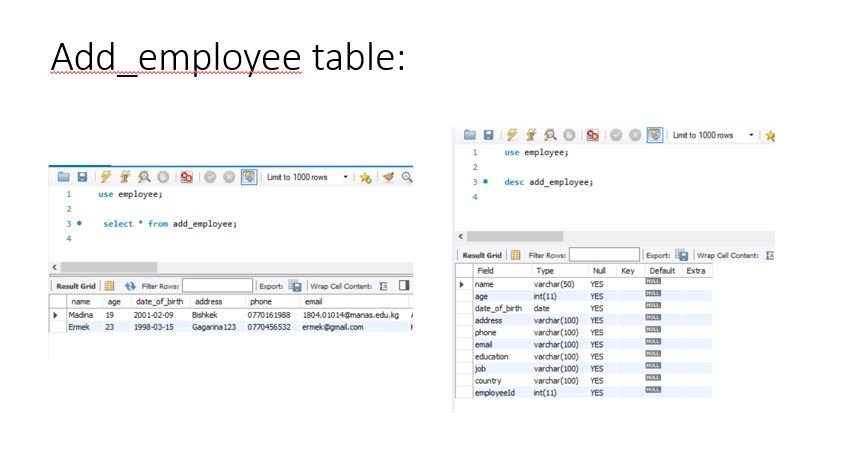 Add_employee table:
Limit to 1000 rows
1 use employee;
2
3 select * from add_employee;
4
Result Grid Filter Rows: Export: Wrap Cell Content:
name age date_of_birth address phone email
Madina 19 2001-02-09 Bishkek 0770161988 1804.01014@manas.edu.kg
Ermek 23 1998-03-15 Gagarina123 0770456532 ermek@gmail.com
Limit to 1000 rows
1 use employee;
2
3 desc add_employee;
4
Result Grid Filter Rows: Export: Wrap Cell Content:
Field Type Null Key Default Extra
name varchar(50) YES NULL
age int(11) YES NULL
date_of_birth date YES NULL
address varchar(100) YES NULL
phone varchar(100) YES NULL
email varchar(100) YES NULL
education varchar(100) YES NULL
job varchar(100) YES NULL
country varchar(100) YES NULL
employeeId int(11) YES NULL